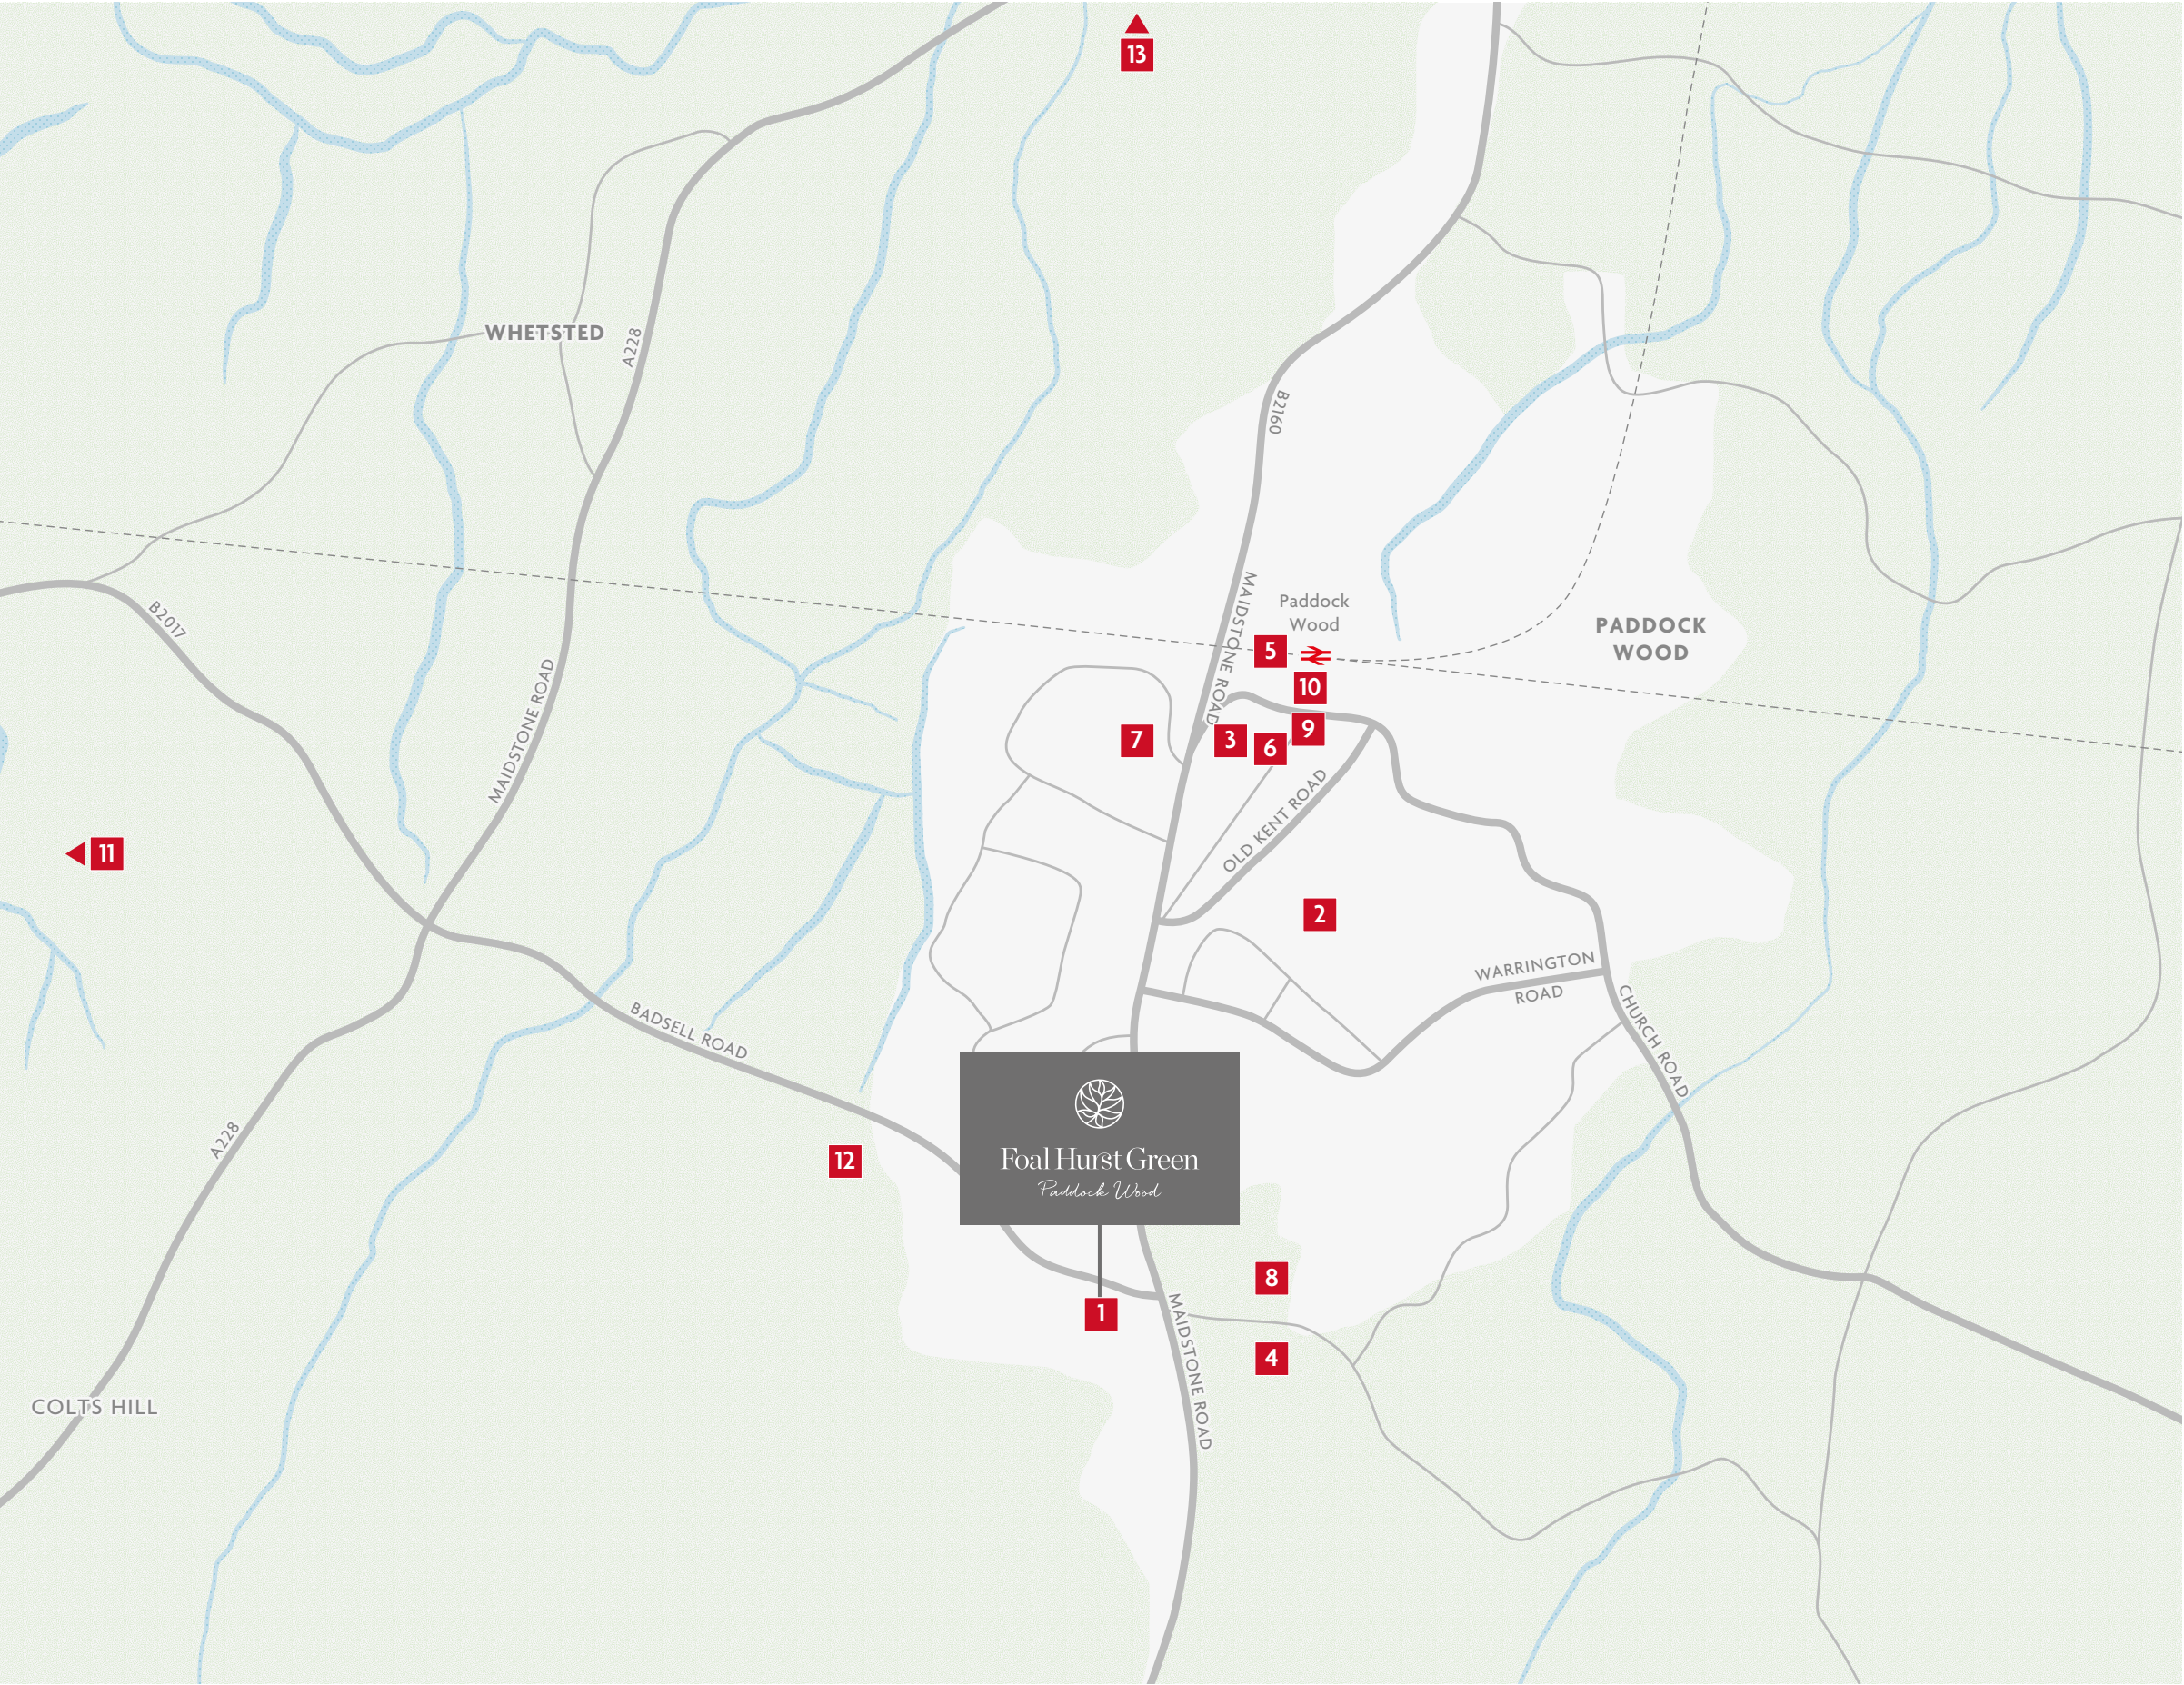 13
WHETSTED
A228
B2160
B2017
MAIDSTONE ROAD
MAIDSTONE ROAD
Paddock
Wood
PADDOCK
WOOD
5
10
9
7
3
6
OLD KENT ROAD
11
2
WARRINGTON
ROAD
CHURCH ROAD
BADSELL ROAD
A228
12
Foal Hurst Green
Paddock Wood
8
1
MAIDSTONE ROAD
4
COLTS HILL